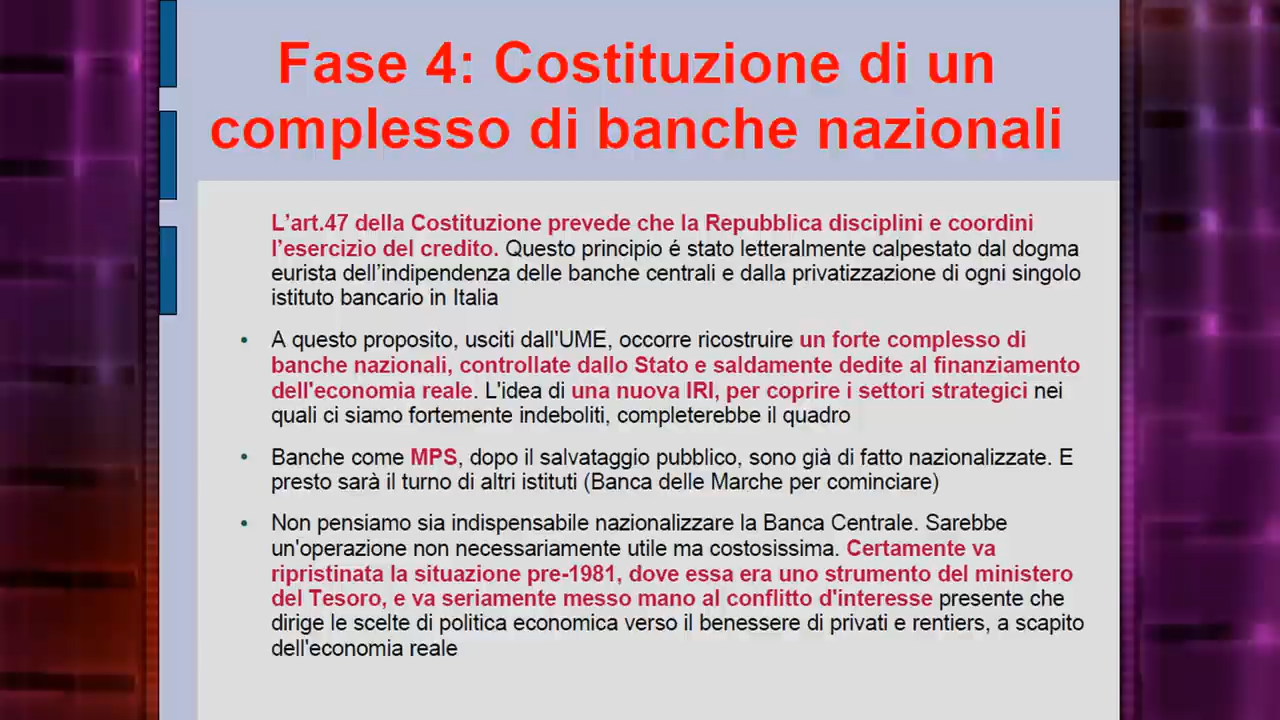 Fase 4: Costituzione di un
complesso di banche nazionali
L’art.47 della Costituzione prevede che la Repubblica disciplini e coordini
l’esercizio del credito. Questo principio é stato letteralmente calpestato dal dogma
eurista dell’indipendenza delle banche centrali e dalla privatizzazione di ogni singolo
istituto bancario in Italia
• A questo proposito, usciti dall'UME, occorre ricostruire un forte complesso di
banche nazionali, controllate dallo Stato e saldamente dedite al finanziamento
dell'economia reale. L'idea di una nuova IRI, per coprire i settori strategici nei
quali ci siamo fortemente indeboliti, completerebbe il quadro
• Banche come MPS, dopo il salvataggio pubblico, sono già di fatto nazionalizzate. E
presto sarà il turno di altri istituti (Banca delle Marche per cominciare)
• Non pensiamo sia indispensabile nazionalizzare la Banca Centrale. Sarebbe
un'operazione non necessariamente utile ma costosissima. Certamente va
ripristinata la situazione pre-1981, dove essa era uno strumento del ministero
del Tesoro, e va seriamente messo mano al conflitto d'interesse presente che
dirige le scelte di politica economica verso il benessere di privati e rentiers, a scapito
dell'economia reale